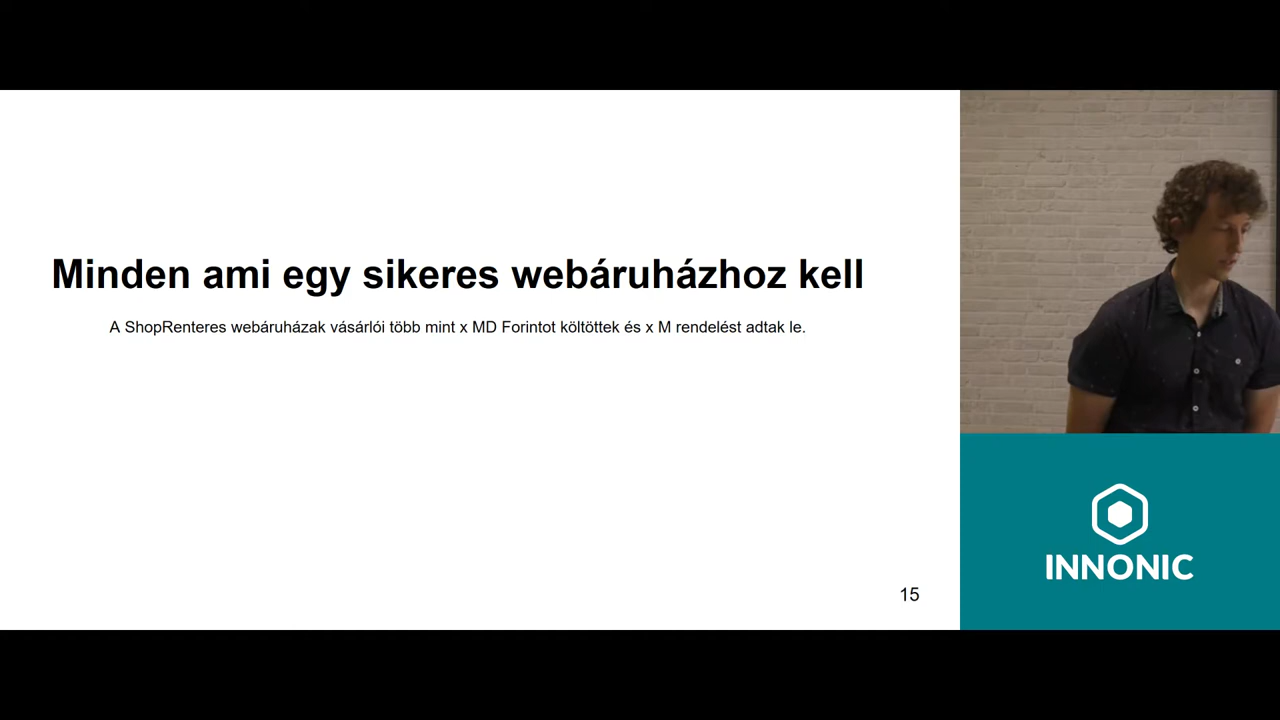 Minden ami egy sikeres webáruházhoz kell
A ShopRenteres webáruházak vásárlói több mint x MD Forintot költöttek és x M rendelést adtak le.
15
INNONIC